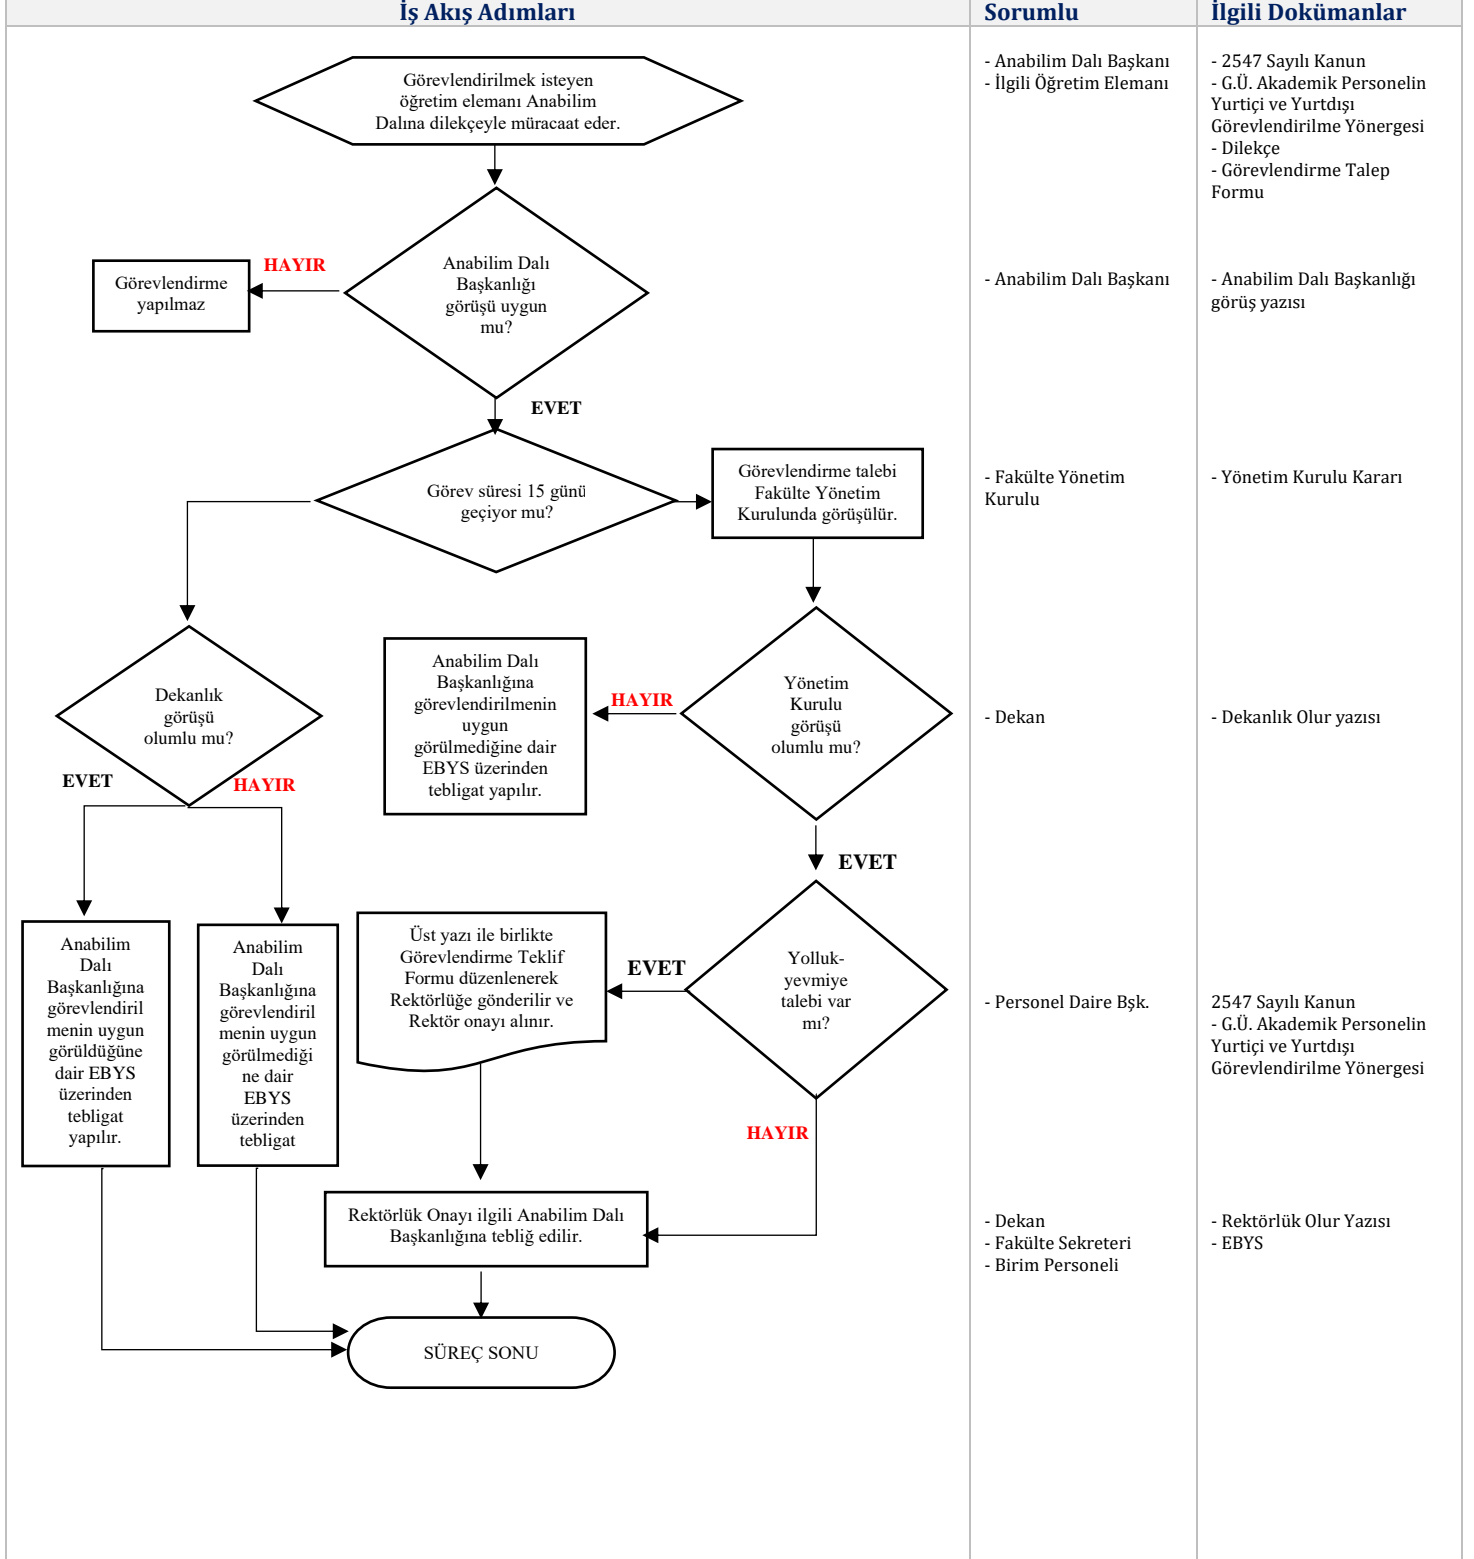 İş Akış Adımları
Sorumlu
İlgili Dokümanlar
Görevlendirilmek isteyen
öğretim elemanı Anabilim
Dalına dilekçeyle müracaat eder.
- Anabilim Dalı Başkanı
- İlgili Öğretim Elemanı
- 2547 Sayılı Kanun
- G.Ü. Akademik Personelin
Yurtiçi ve Yurtdışı
Görevlendirilme Yönergesi
- Dilekçe
- Görevlendirme Talep
Formu
Anabilim Dalı
Başkanlığı
görüşü uygun
mu?
HAYIR
Görevlendirme
yapılmaz
- Anabilim Dalı Başkanı
- Anabilim Dalı Başkanlığı
görüş yazısı
EVET
Görev süresi 15 günü
geçiyor mu?
Görevlendirme talebi
Fakülte Yönetim
Kurulunda görüşülür.
- Fakülte Yönetim
Kurulu
- Yönetim Kurulu Kararı
Dekanlık
görüşü
olumlu mu?
Anabilim Dalı
Başkanlığına
görevlendirilmenin
uygun
görülmediğine dair
EBYS üzerinden
tebligat yapılır.
HAYIR
Yönetim
Kurulu
görüşü
olumlu mu?
- Dekan
- Dekanlık Olur yazısı
EVET
HAYIR
EVET
Anabilim
Dalı
Başkanlığına
görevlendiril
menin uygun
görüldüğüne
dair EBYS
üzerinden
tebligat
yapılır.
Anabilim
Dalı
Başkanlığına
görevlendiril
menin uygun
görülmediği
ne dair
EBYS
üzerinden
tebligat
Üst yazı ile birlikte
Görevlendirme Teklif
Formu düzenlenerek
Rektörlüğe gönderilir ve
Rektör onayı alınır.
EVET
Yolluk-
yevmiye
talebi var
mı?
- Personel Daire Bşk.
2547 Sayılı Kanun
- G.Ü. Akademik Personelin
Yurtiçi ve Yurtdışı
Görevlendirilme Yönergesi
HAYIR
Rektörlük Onayı ilgili Anabilim Dalı
Başkanlığına tebliğ edilir.
- Dekan
- Fakülte Sekreteri
- Birim Personeli
- Rektörlük Olur Yazısı
- EBYS
SÜREÇ SONU